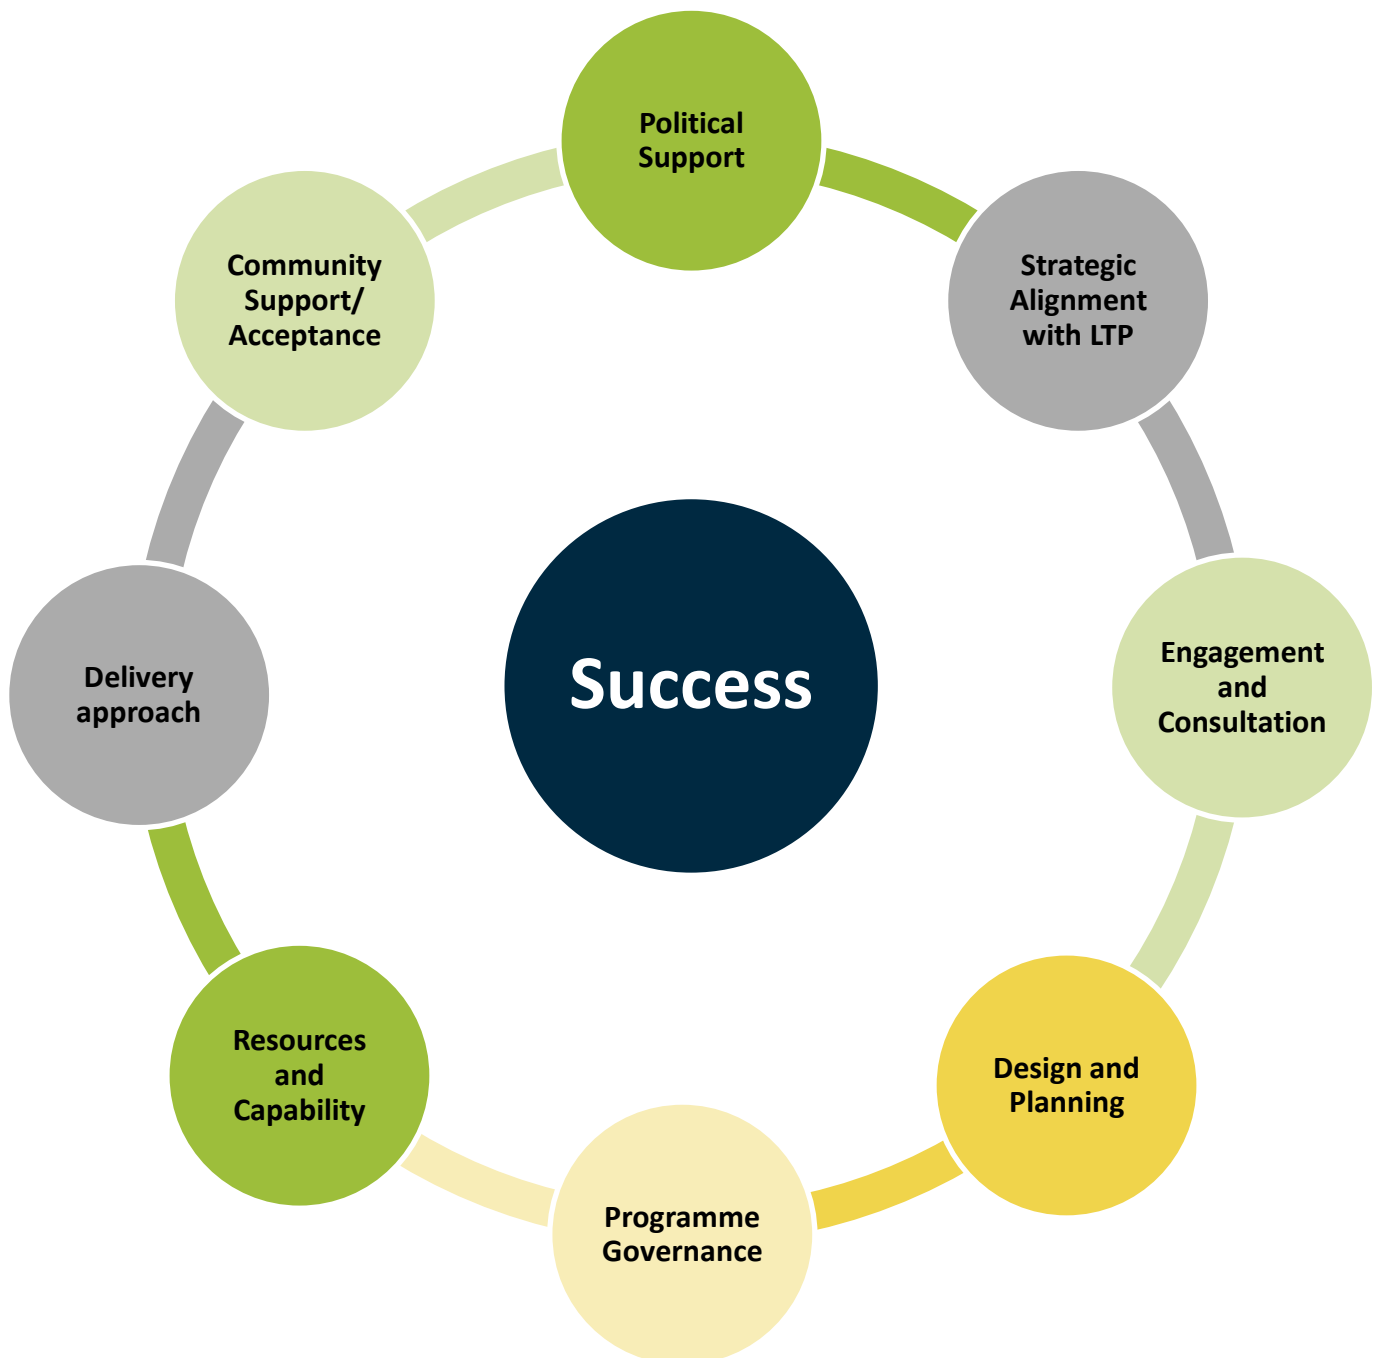 Political
Support
Strategic
Alignment
with LTP
Engagement
and
Consultation
Design and
Planning
Programme
Governance
Resources
and
Capability
Delivery
approach
Community
Support/
Acceptance
Success